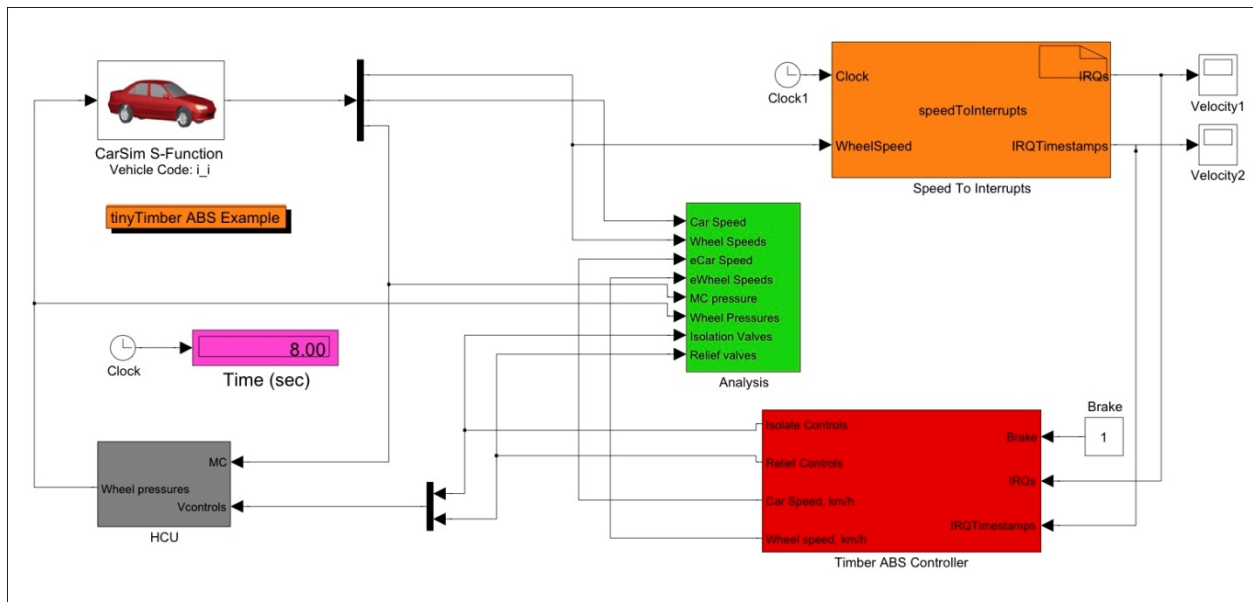 CarSim S-Function
Vehicle Code: i_i
tinyTimber ABS Example
Clock
8.00
Time (sec)
MC
Wheel pressures
Vcontrols
HCU
Clock1
Clock
IRQs
speedToInterrupts
WheelSpeed
IRQTimestamps
Speed To Interrupts
Velocity1
Velocity2
Car Speed
Wheel Speeds
eCar Speed
eWheel Speeds
MC pressure
Wheel Pressures
Isolation Valves
Relief valves
Analysis
Brake
1
Isolate Controls
Brake
Relief Controls
IRQs
Car Speed, km/h
IRQTimestamps
Wheel speed, km/h
Timber ABS Controller